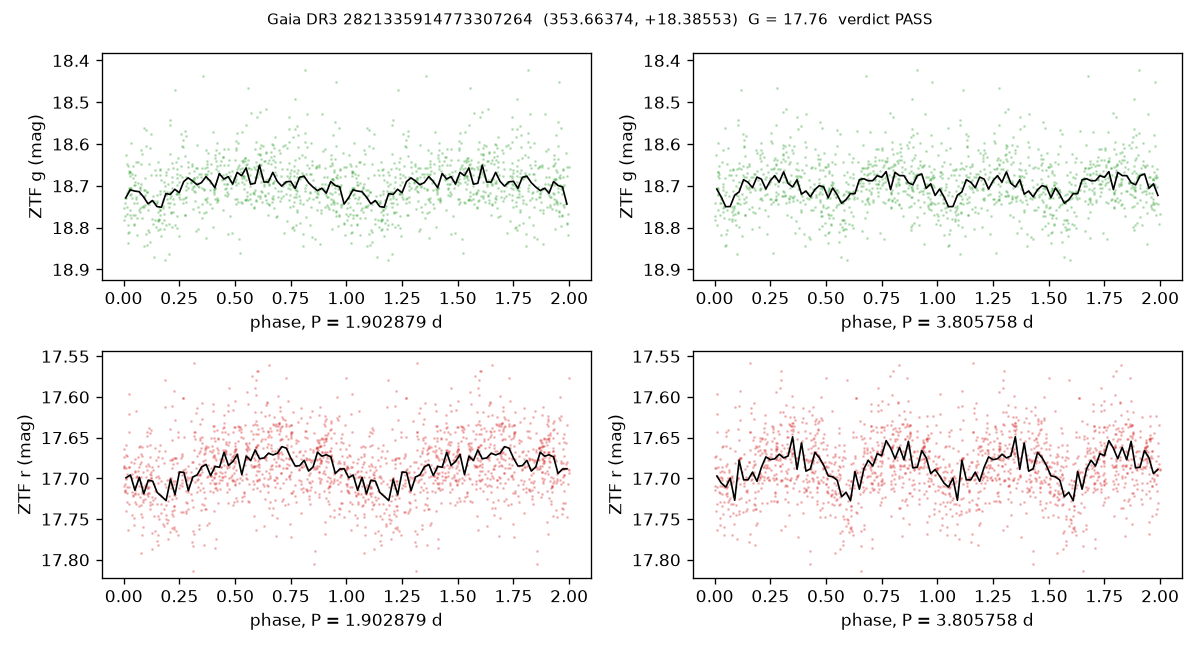 Gaia DR3 2821335914773307264 (353.66374, +18.38553) G = 17.76 verdict PASS
ZTF g (mag)
18.4
18.5
18.6
18.7
18.8
18.9
0.00 0.25 0.50 0.75 1.00 1.25 1.50 1.75 2.00
phase, P = 1.902879 d
ZTF g (mag)
18.4
18.5
18.6
18.7
18.8
18.9
0.00 0.25 0.50 0.75 1.00 1.25 1.50 1.75 2.00
phase, P = 3.805758 d
ZTF r (mag)
17.55
17.60
17.65
17.70
17.75
17.80
0.00 0.25 0.50 0.75 1.00 1.25 1.50 1.75 2.00
phase, P = 1.902879 d
ZTF r (mag)
17.55
17.60
17.65
17.70
17.75
17.80
0.00 0.25 0.50 0.75 1.00 1.25 1.50 1.75 2.00
phase, P = 3.805758 d